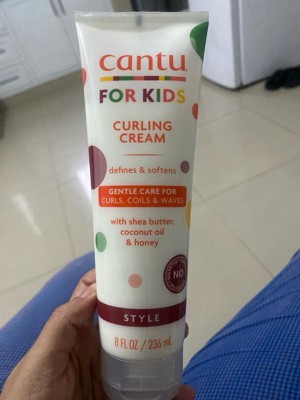 cantu
FOR KIDS
CURLING
CREAM
defines & softens
GENTLE CARE FOR
CURLS, COILS & WAVES
with shea butter,
coconut oil
& honey
NO
STYLE
8 FL OZ / 236 mL